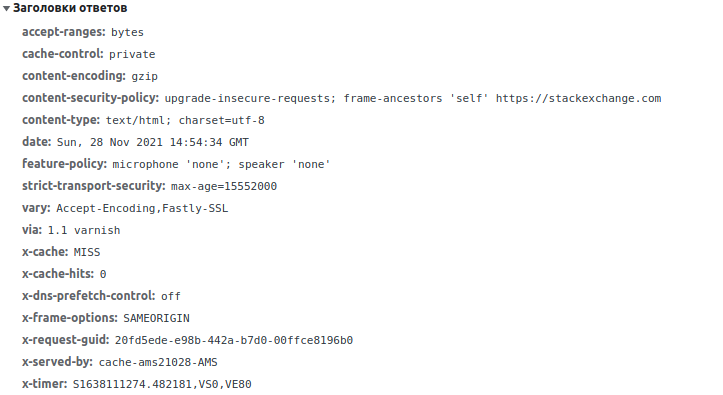 Заголовки ответов
accept-ranges: bytes
cache-control: private
content-encoding: gzip
content-security-policy: upgrade-insecure-requests; frame-ancestors 'self' https://stackexchange.com
content-type: text/html; charset=utf-8
date: Sun, 28 Nov 2021 14:54:34 GMT
feature-policy: microphone 'none'; speaker 'none'
strict-transport-security: max-age=15552000
vary: Accept-Encoding,Fastly-SSL
via: 1.1 varnish
x-cache: MISS
x-cache-hits: 0
x-dns-prefetch-control: off
x-frame-options: SAMEORIGIN
x-request-guid: 20fd5ede-e98b-442a-b7d0-00ffce8196b0
x-served-by: cache-ams21028-AMS
x-timer: S1638111274.482181,VS0,VE80